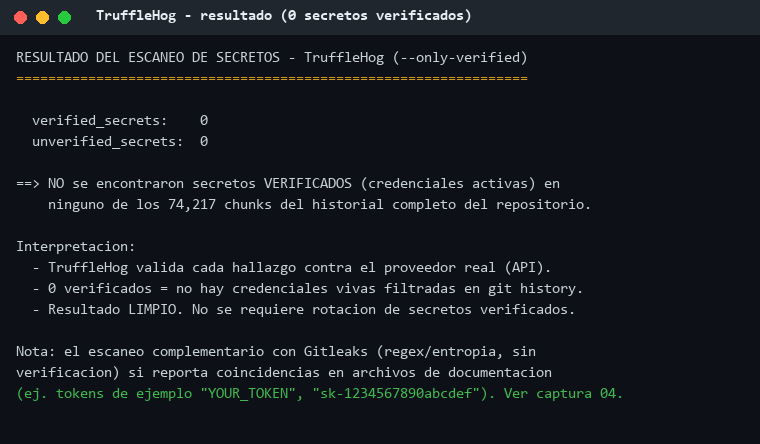 TruffleHog - resultado (0 secretos verificados)
RESULTADO DEL ESCANEO DE SECRETOS - TruffleHog (--only-verified)
================================================================
verified_secrets:    0
unverified_secrets:  0
==> NO se encontraron secretos VERIFICADOS (credenciales activas) en
ninguno de los 74,217 chunks del historial completo del repositorio.
Interpretacion:
- TruffleHog valida cada hallazgo contra el proveedor real (API).
- 0 verificados = no hay credenciales vivas filtradas en git history.
- Resultado LIMPIO. No se requiere rotacion de secretos verificados.
Nota: el escaneo complementario con Gitleaks (regex/entropia, sin
verificacion) si reporta coincidencias en archivos de documentacion
(ej. tokens de ejemplo "YOUR_TOKEN", "sk-1234567890abcdef"). Ver captura 04.